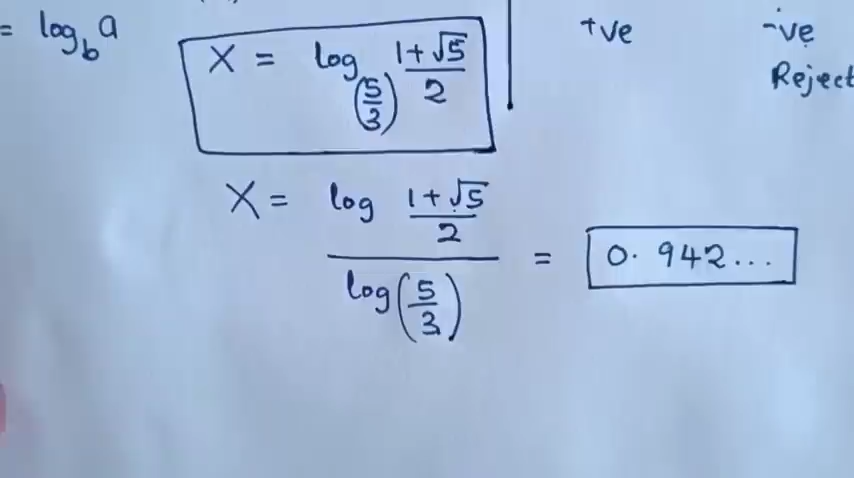 = log_b a
X = log_(5/3) (1+√5)/2
+ve -ve
Reject
X = log (1+√5)/2 / log(5/3) = 0.942...